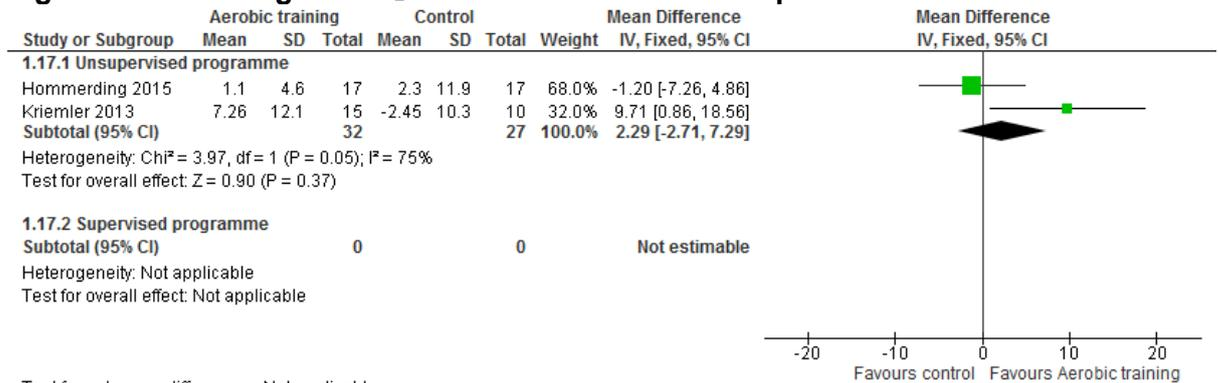 Aerobic training Control Mean Difference Mean Difference
Study or Subgroup Mean SD Total Mean SD Total Weight IV, Fixed, 95% CI IV, Fixed, 95% CI
1.17.1 Unsupervised programme
Hommerding 2015 1.1 4.6 17 2.3 11.9 17 68.0% -1.20 [-7.26, 4.86]
Kriemler 2013 7.26 12.1 15 -2.45 10.3 10 32.0% 9.71 [0.86, 18.56]
Subtotal (95% CI) 32 27 100.0% 2.29 [-2.71, 7.29]
Heterogeneity: Chi² = 3.97, df = 1 (P = 0.05); I² = 75%
Test for overall effect: Z = 0.90 (P = 0.37)
1.17.2 Supervised programme
Subtotal (95% CI) 0 0 Not estimable
Heterogeneity: Not applicable
Test for overall effect: Not applicable
-20 -10 0 10 20
Favours control Favours Aerobic training